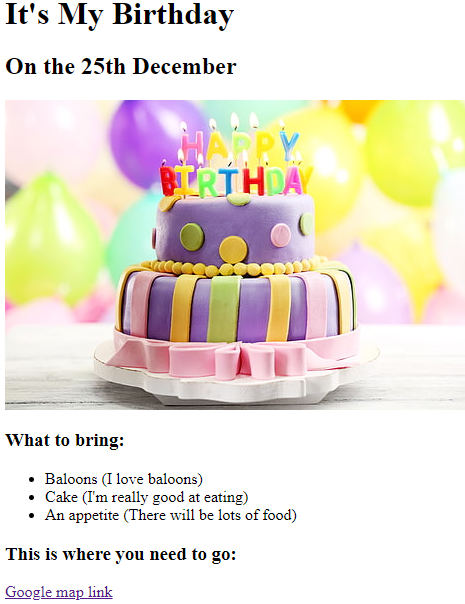 It's My Birthday
On the 25th December
HAPPY
BIRTHDAY
What to bring:
Baloons (I love baloons)
Cake (I'm really good at eating)
An appetite (There will be lots of food)
This is where you need to go:
Google map link